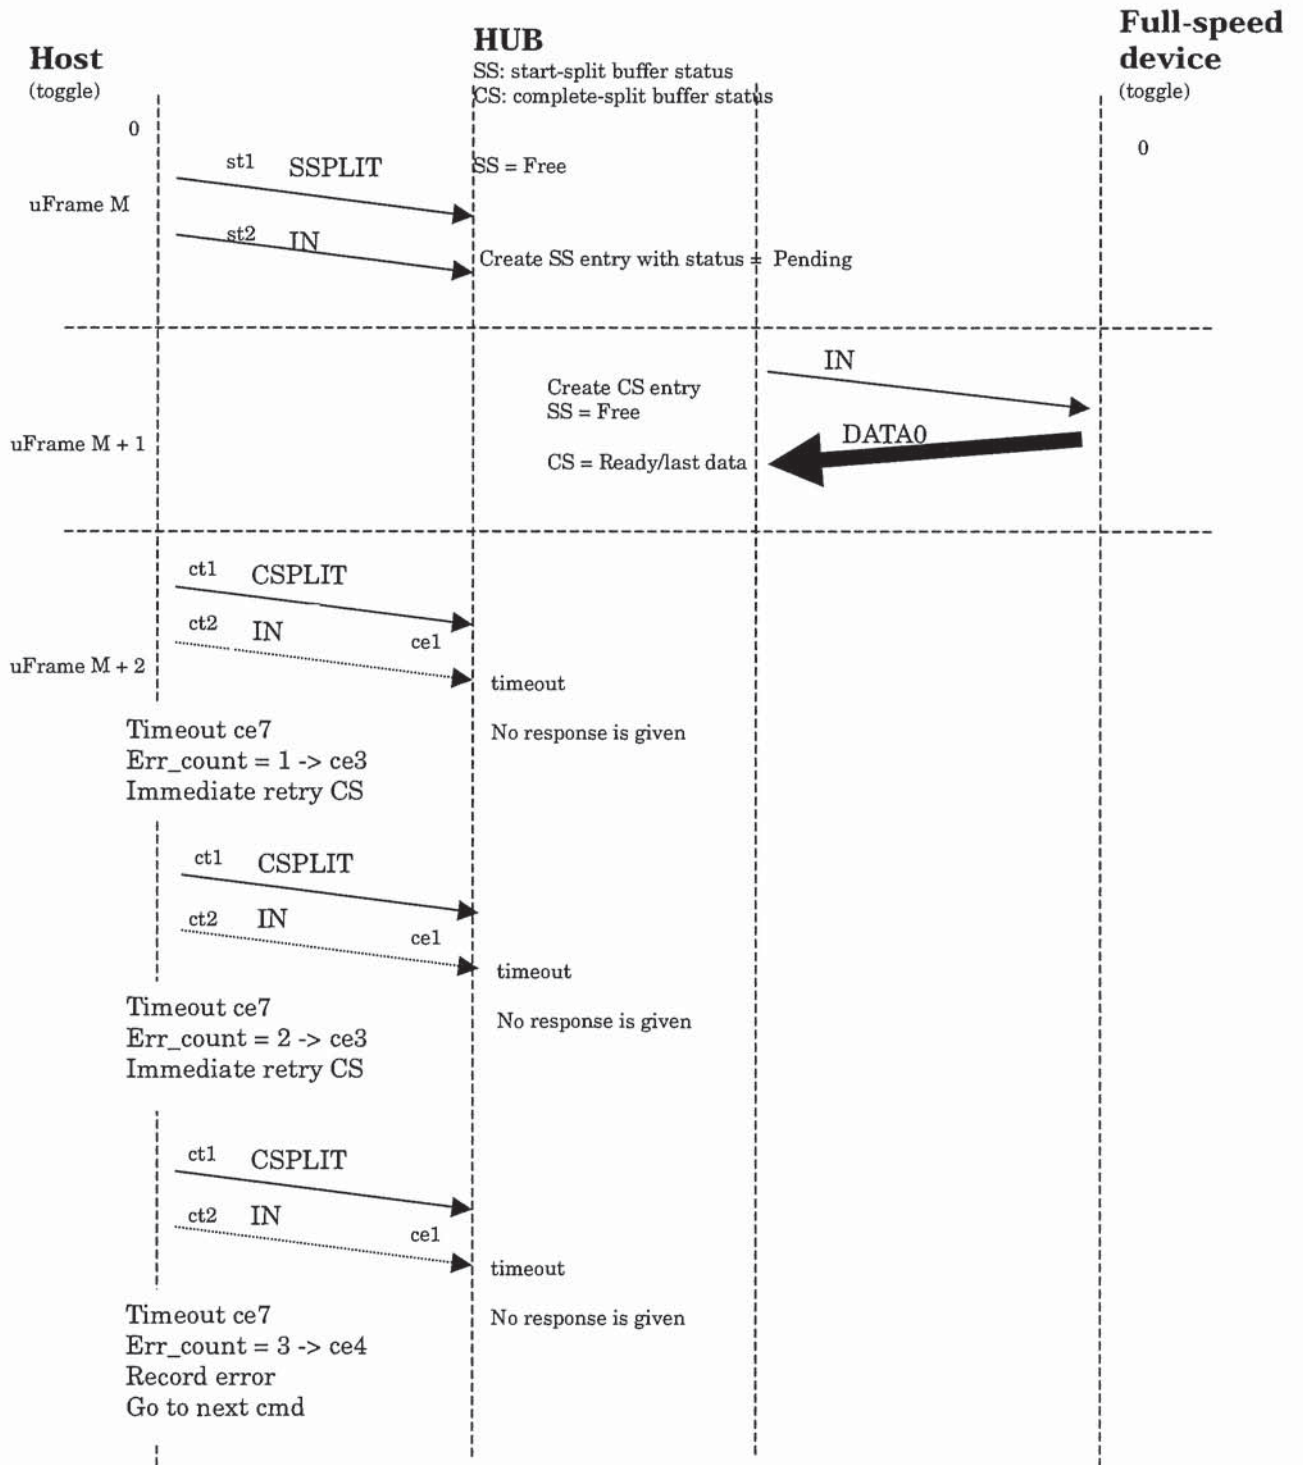 Host
(toggle)
HUB
SS: start-split buffer status
CS: complete-split buffer status
Full-speed
device
(toggle)
0
0
st1 SSPLIT
SS = Free
uFrame M
st2 IN
Create SS entry with status = Pending
IN
Create CS entry
SS = Free
uFrame M + 1
DATA0
CS = Ready/last data
ct1 CSPLIT
ct2 IN ce1
uFrame M + 2
timeout
Timeout ce7
Err_count = 1 -> ce3
Immediate retry CS
No response is given
ct1 CSPLIT
ct2 IN ce1
timeout
Timeout ce7
Err_count = 2 -> ce3
Immediate retry CS
No response is given
ct1 CSPLIT
ct2 IN ce1
timeout
Timeout ce7
Err_count = 3 -> ce4
Record error
Go to next cmd
No response is given